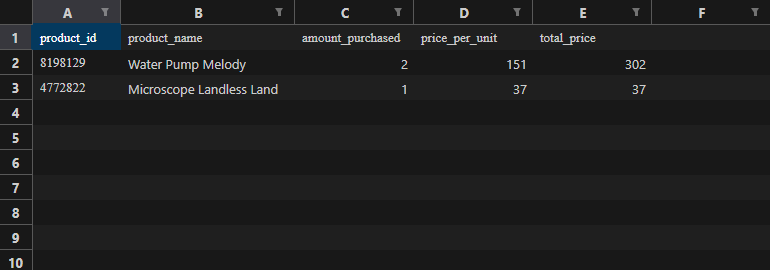 A B C D E F
1 product_id product_name amount_purchased price_per_unit total_price
2 8198129 Water Pump Melody 2 151 302
3 4772822 Microscope Landless Land 1 37 37
4
5
6
7
8
9
10